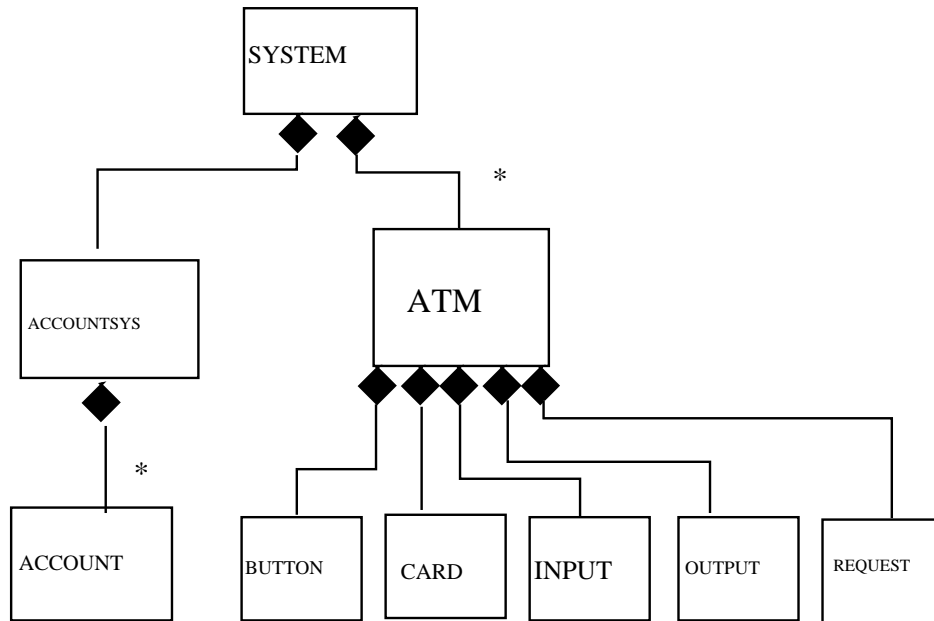 SYSTEM
*
ATM
ACCOUNTSYS
*
ACCOUNT
BUTTON
CARD
INPUT
OUTPUT
REQUEST